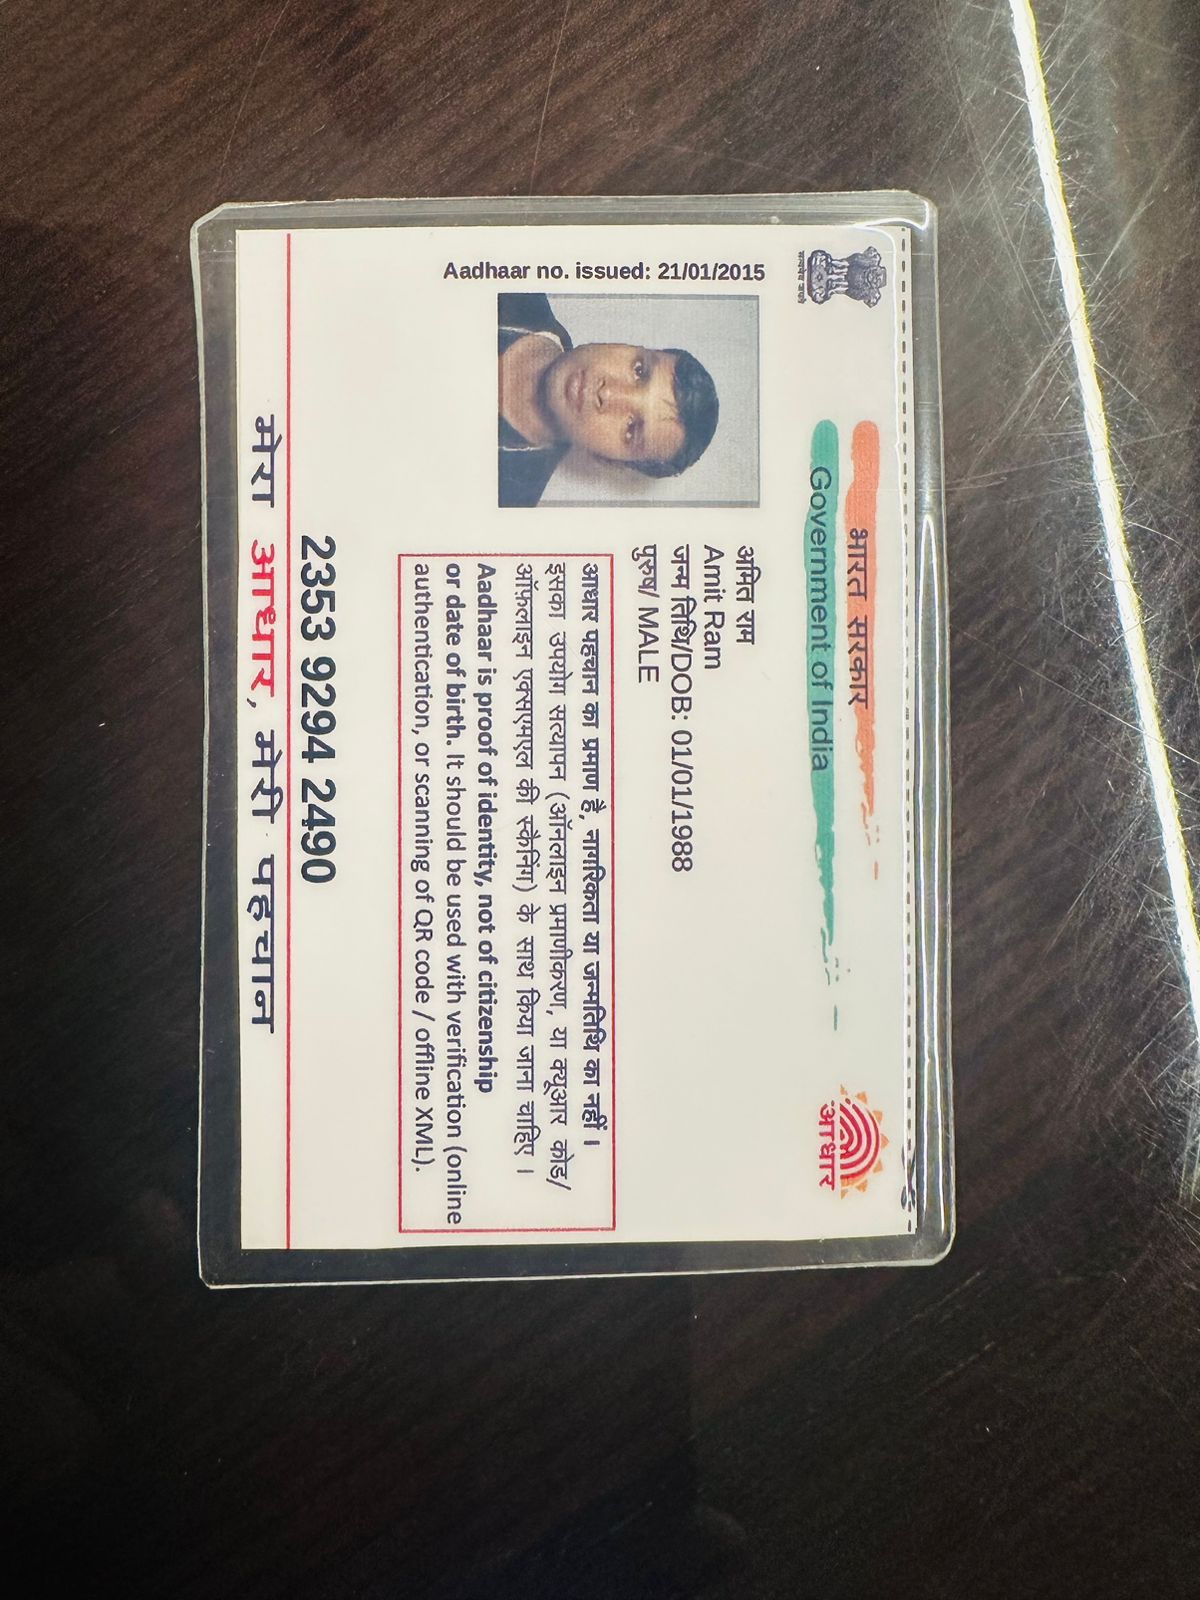 भारत सरकार
Government of India
सत्यमेव जयते
आधार
Aadhaar no. issued: 21/01/2015
अमित राम
Amit Ram
जन्म तिथि/DOB: 01/01/1988
पुरुष/ MALE
आधार पहचान का प्रमाण है, नागरिकता या जन्मतिथि का नहीं ।
इसका उपयोग सत्यापन (ऑनलाइन प्रमाणीकरण, या क्यूआर कोड/
ऑफ़लाइन एक्सएमएल की स्कैनिंग) के साथ किया जाना चाहिए ।
Aadhaar is proof of identity, not of citizenship
or date of birth. It should be used with verification (online
authentication, or scanning of QR code / offline XML).
2353 9294 2490
मेरा आधार, मेरी पहचान